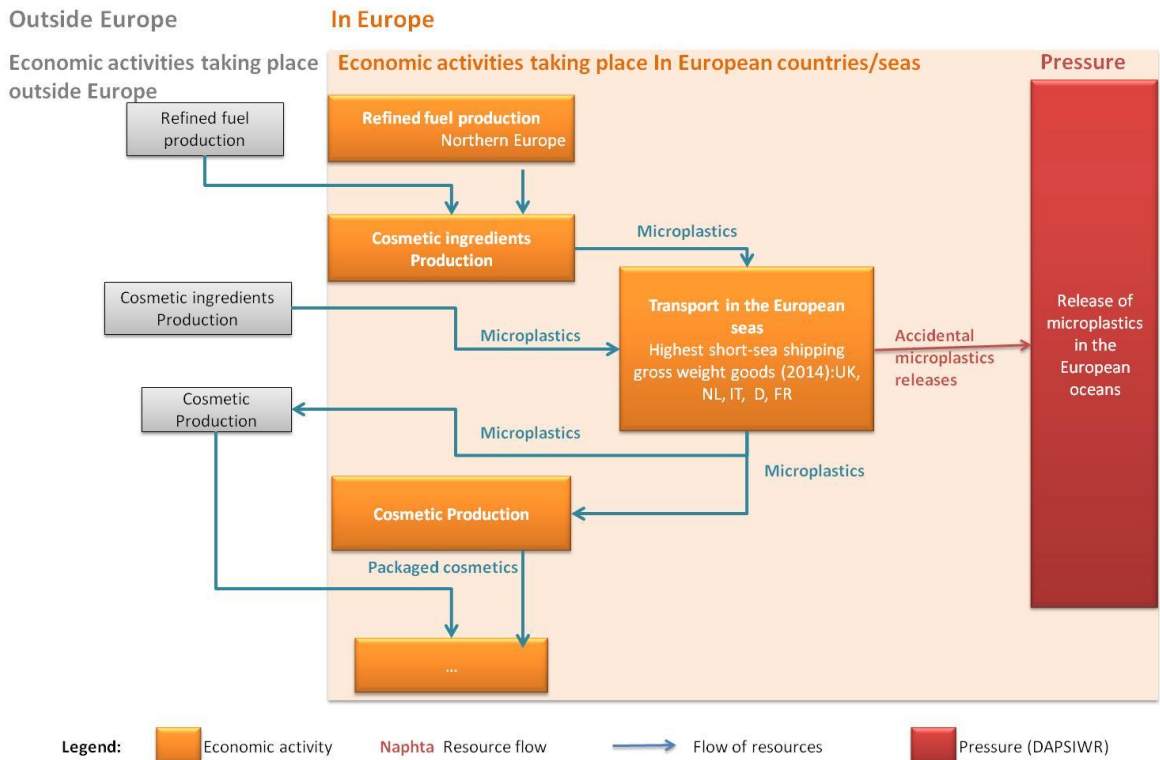 Outside Europe
In Europe
Economic activities taking place
outside Europe
Economic activities taking place In European countries/seas
Pressure
Refined fuel
production
Refined fuel production
Northern Europe
Cosmetic ingredients
Production
Microplastics
Cosmetic ingredients
Production
Microplastics
Transport in the European
seas
Highest short-sea shipping
gross weight goods (2014):UK,
NL, IT, D, FR
Accidental
microplastics
releases
Release of
microplastics
in the
European
oceans
Cosmetic
Production
Microplastics
Microplastics
Cosmetic Production
Packaged cosmetics
...
Legend:
Economic activity
Naphta Resource flow
Flow of resources
Pressure (DAPSIWR)